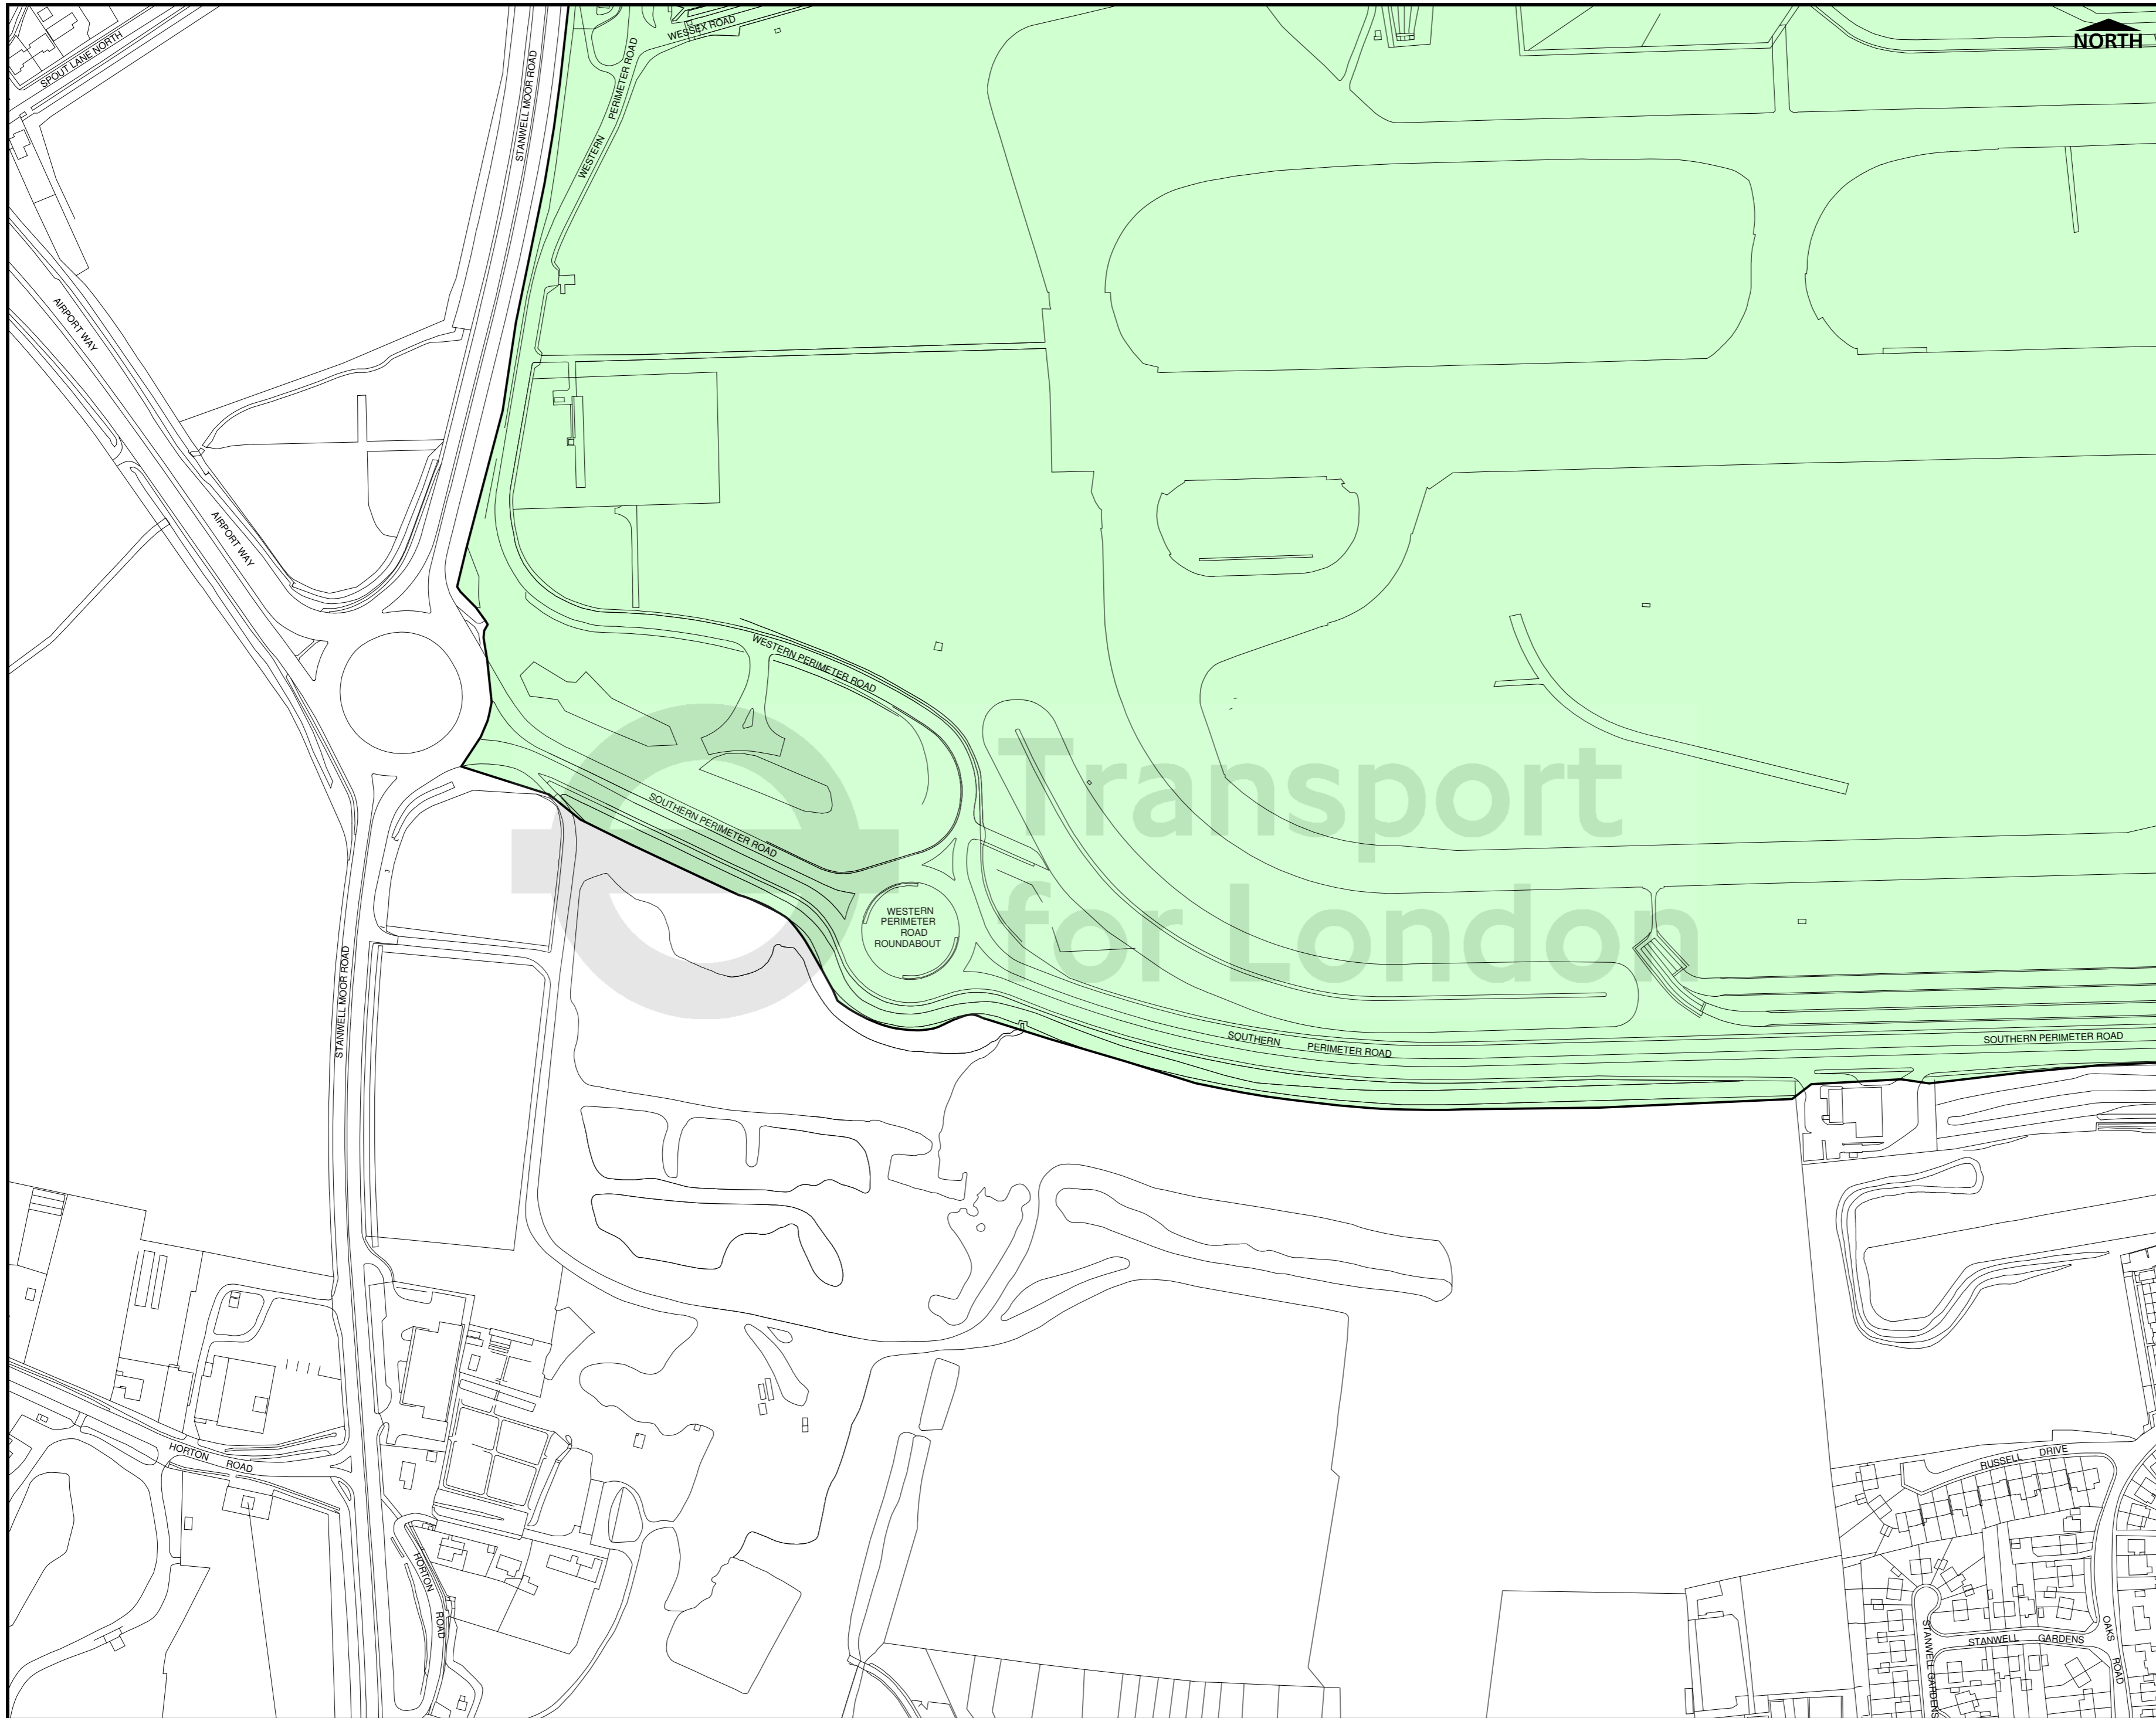 WESSEX ROAD
NORTH
SPOUT LANE NORTH
STANWELL MOOR ROAD
WESTERN PERIMETER ROAD
AIRPORT WAY
AIRPORT WAY
WESTERN PERIMETER ROAD
Transport
for London
SOUTHERN PERIMETER ROAD
WESTERN
PERIMETER
ROAD
ROUNDABOUT
STANWELL MOOR ROAD
SOUTHERN PERIMETER ROAD
SOUTHERN PERIMETER ROAD
HORTON ROAD
RUSSELL DRIVE
HORTON ROAD
STANWELL GARDENS
STANWELL GARDENS
OAKS ROAD